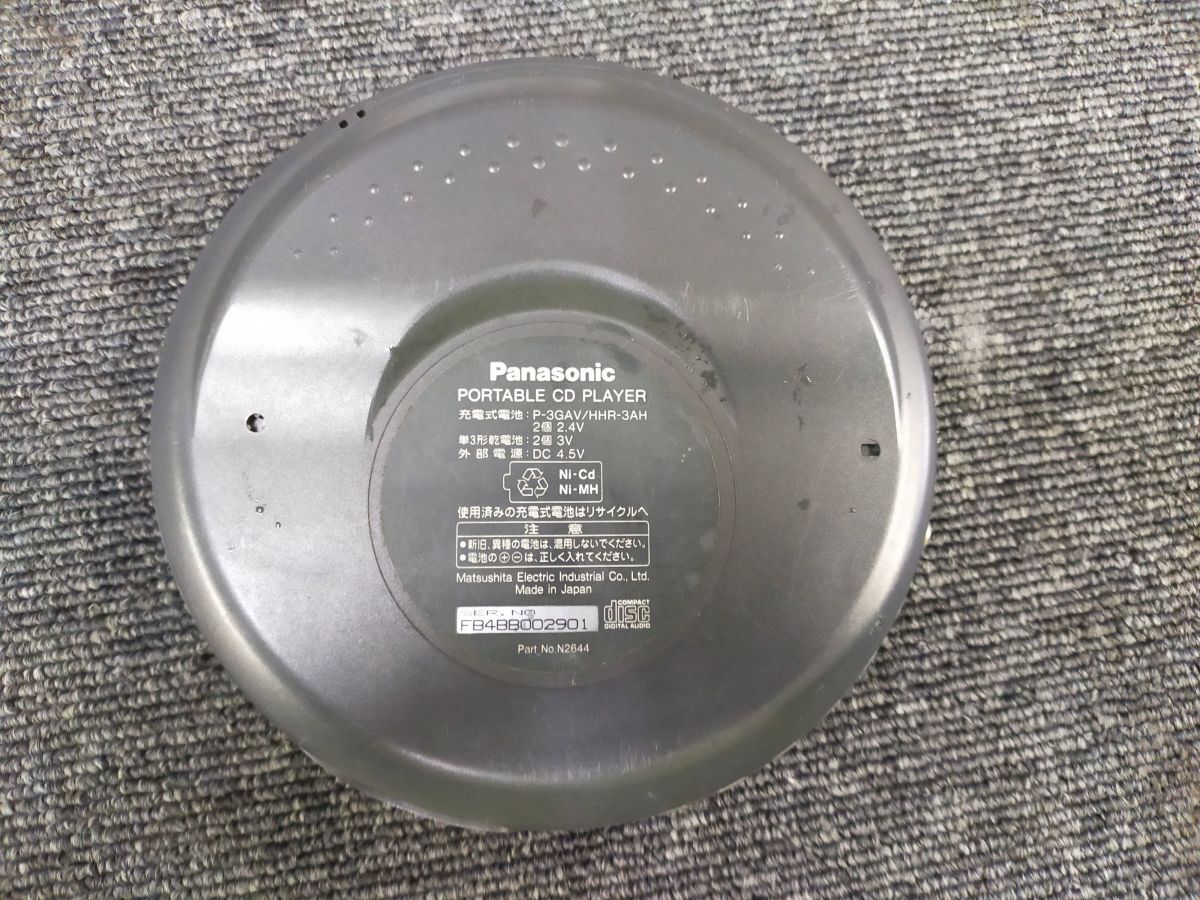 Panasonic
PORTABLE CD PLAYER
充電式電池：P-3GAV/HHR-3AH
2個 2.4V
単3形乾電池：2個 3V
外部電源：DC 4.5V
Ni-Cd
Ni-MH
使用済みの充電式電池はリサイクルへ
注 意
●新旧、異種の電池は、混用しないでください。
●電池の⊕⊖は、正しく入れてください。
Matsushita Electric Industrial Co., Ltd.
Made in Japan
SER. NO
FB4BB002901
COMPACT
disc
DIGITAL AUDIO
Part No.N2644